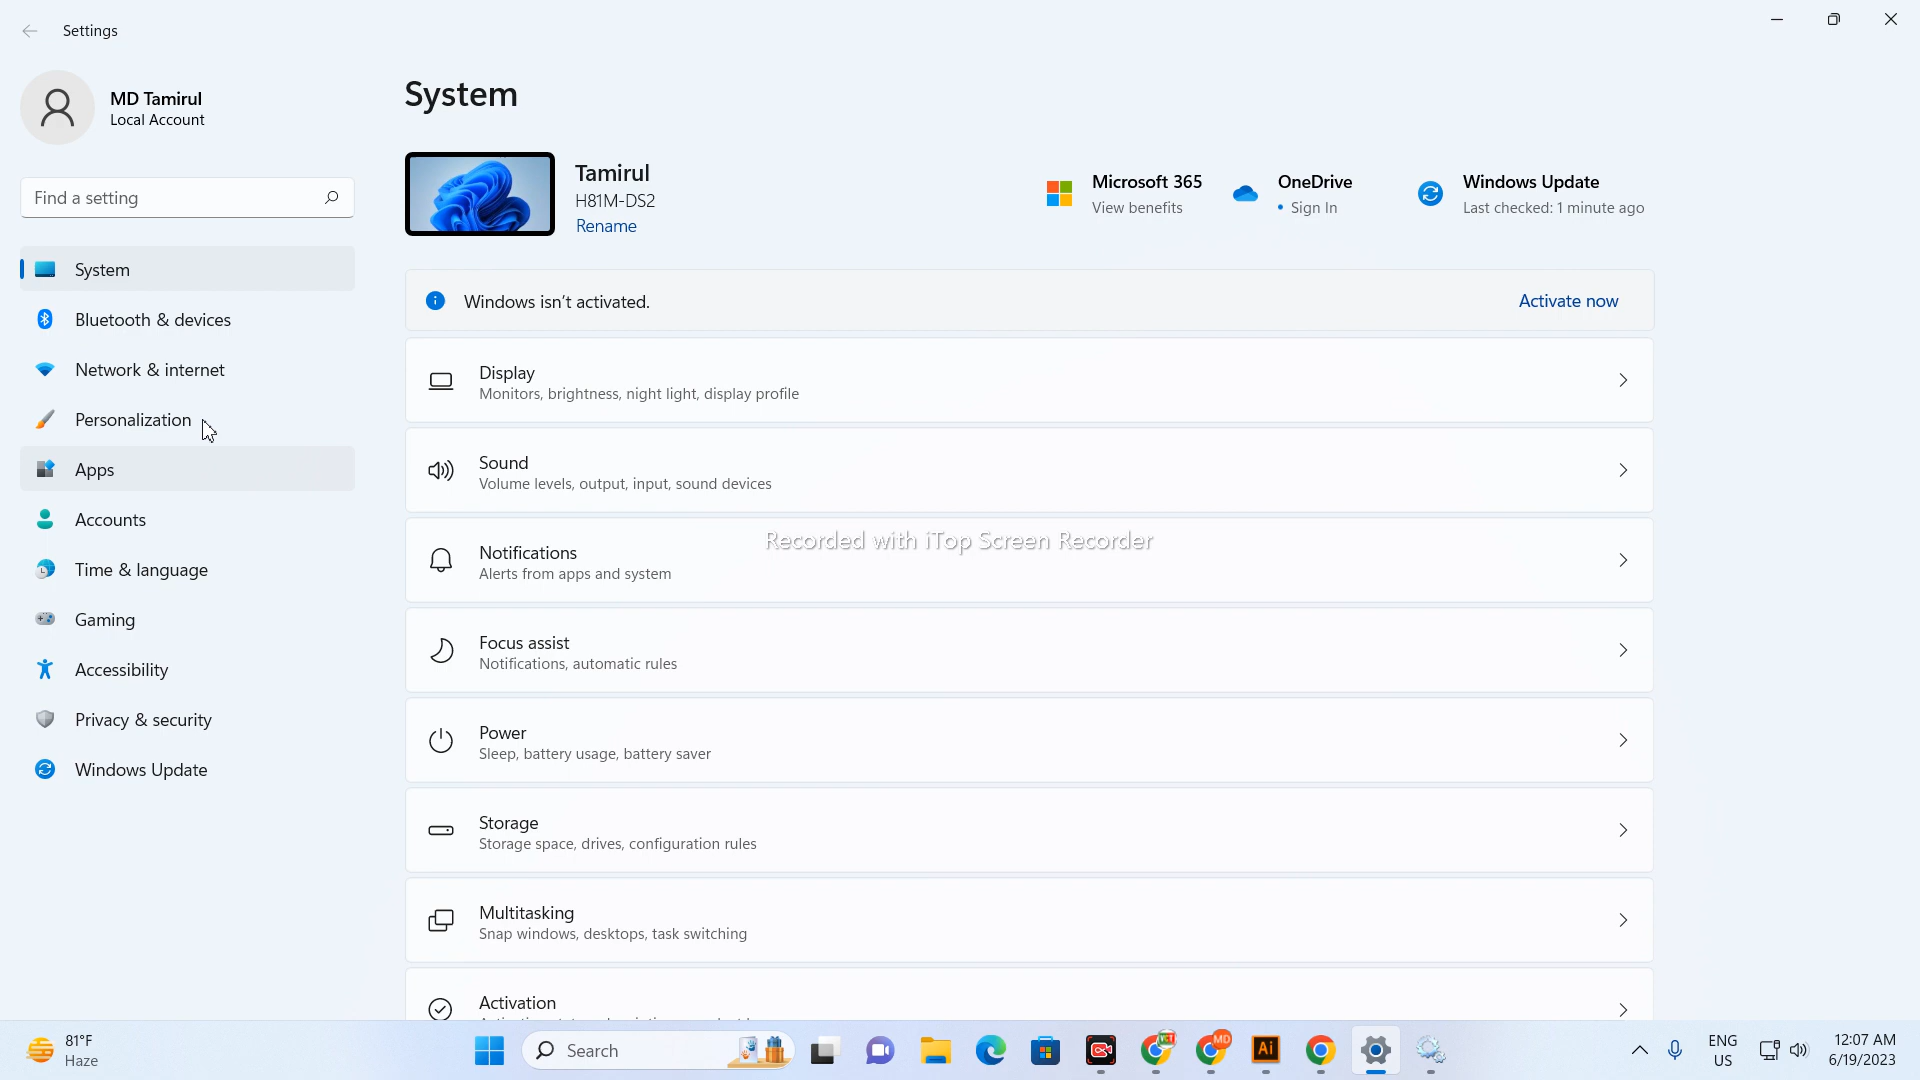 Settings
MD Tamirul
Local Account
Find a setting
System
Bluetooth & devices
Network & internet
Personalization
Apps
Accounts
Time & language
Gaming
Accessibility
Privacy & security
Windows Update
System
Tamirul
H81M-DS2
Rename
Microsoft 365
View benefits
OneDrive
• Sign In
Windows Update
Last checked: 1 minute ago
Windows isn't activated.
Activate now
Display
Monitors, brightness, night light, display profile
Sound
Volume levels, output, input, sound devices
Recorded with iTop Screen Recorder
Notifications
Alerts from apps and system
Focus assist
Notifications, automatic rules
Power
Sleep, battery usage, battery saver
Storage
Storage space, drives, configuration rules
Multitasking
Snap windows, desktops, task switching
Activation
81°F
Haze
Search
MD
Ai
ENG
US
12:07 AM
6/19/2023